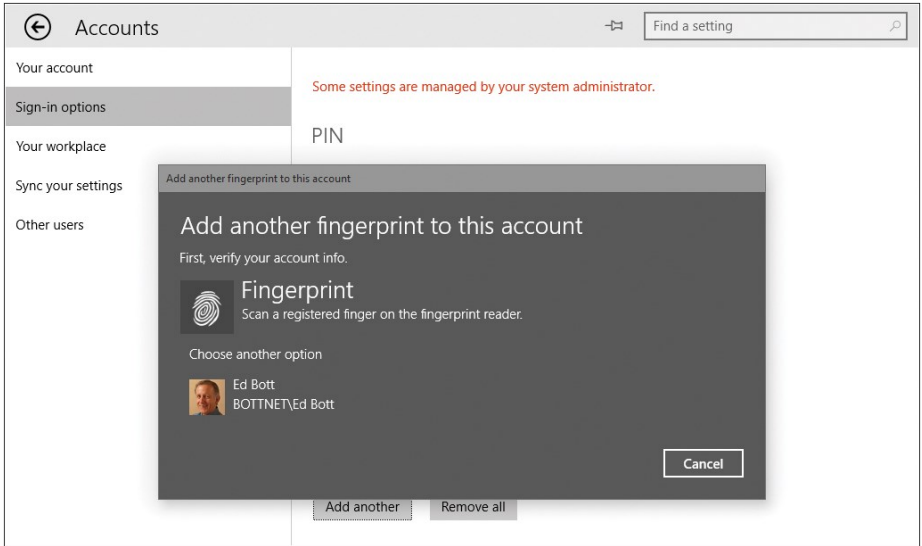 Accounts
Find a setting
Your account
Sign-in options
Your workplace
Sync your settings
Other users
Some settings are managed by your system administrator.
PIN
Add another fingerprint to this account
Add another fingerprint to this account
First, verify your account info.
Fingerprint
Scan a registered finger on the fingerprint reader.
Choose another option
Ed Bott
BOTTNET\Ed Bott
Cancel
Add another
Remove all